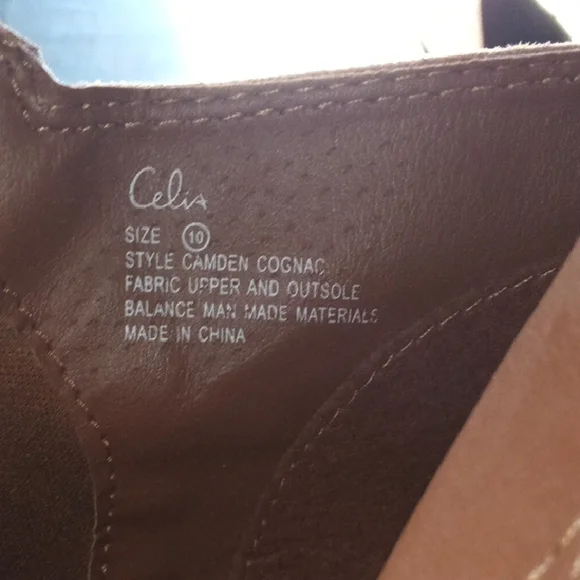 Celia
SIZE 10
STYLE CAMDEN COGNAC
FABRIC UPPER AND OUTSOLE
BALANCE MAN MADE MATERIALS
MADE IN CHINA